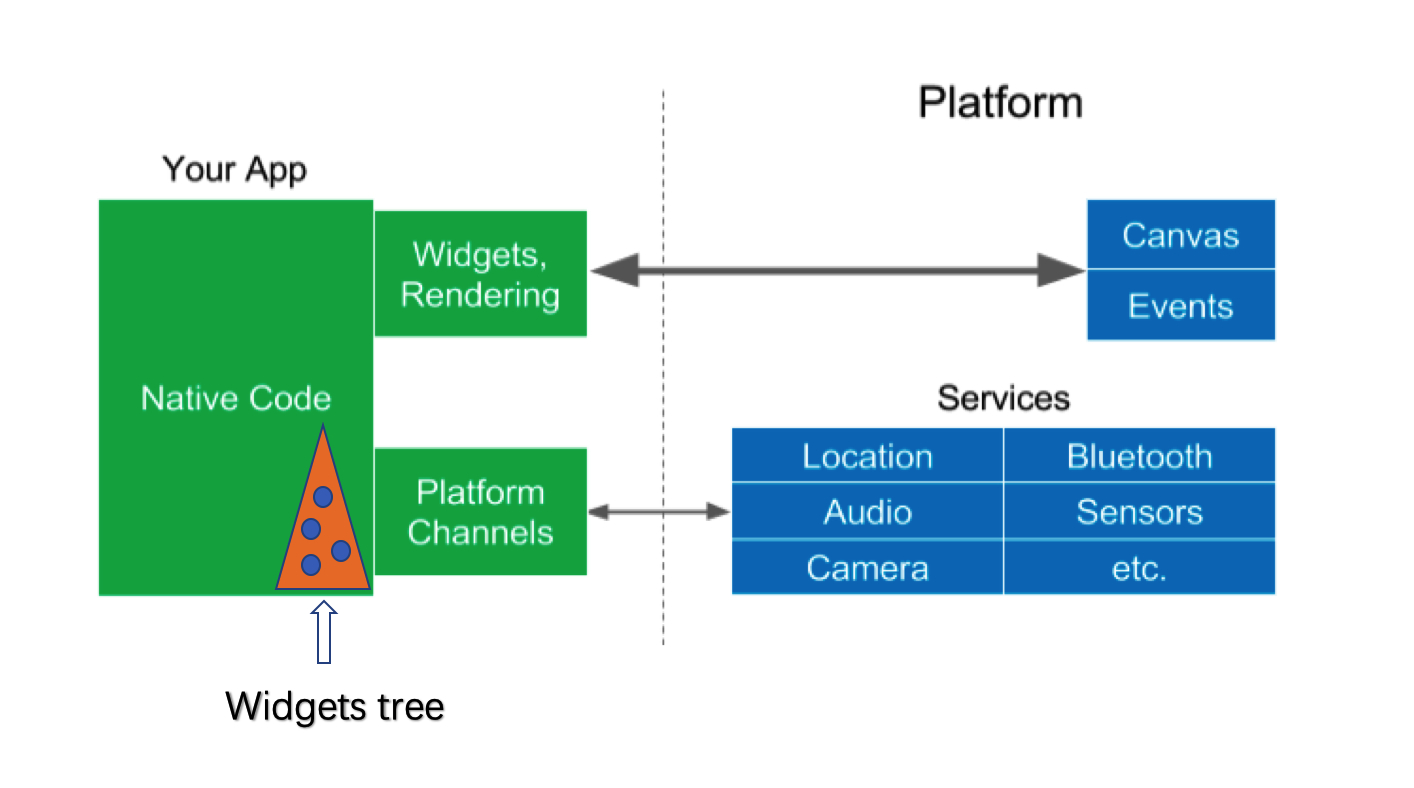 Platform
Your App
Widgets,
Rendering
Canvas
Events
Native Code
Services
Platform
Channels
Location
Bluetooth
Audio
Sensors
Camera
etc.
Widgets tree